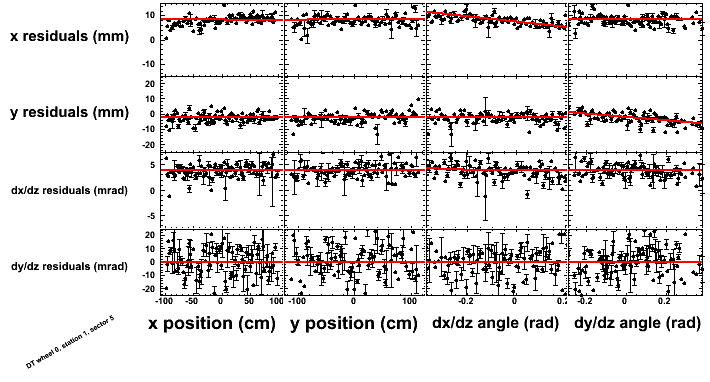 x residuals (mm)
10
0
-10
y residuals (mm)
20
10
0
-10
-20
dx/dz residuals (mrad)
5
0
-5
dy/dz residuals (mrad)
20
10
0
-10
-20
-100 -50 0 50 100
-100 0 100
-0.2 0 0.2
-0.2 0 0.2
x position (cm) y position (cm) dx/dz angle (rad) dy/dz angle (rad)
DT wheel 0, station 1, sector 5